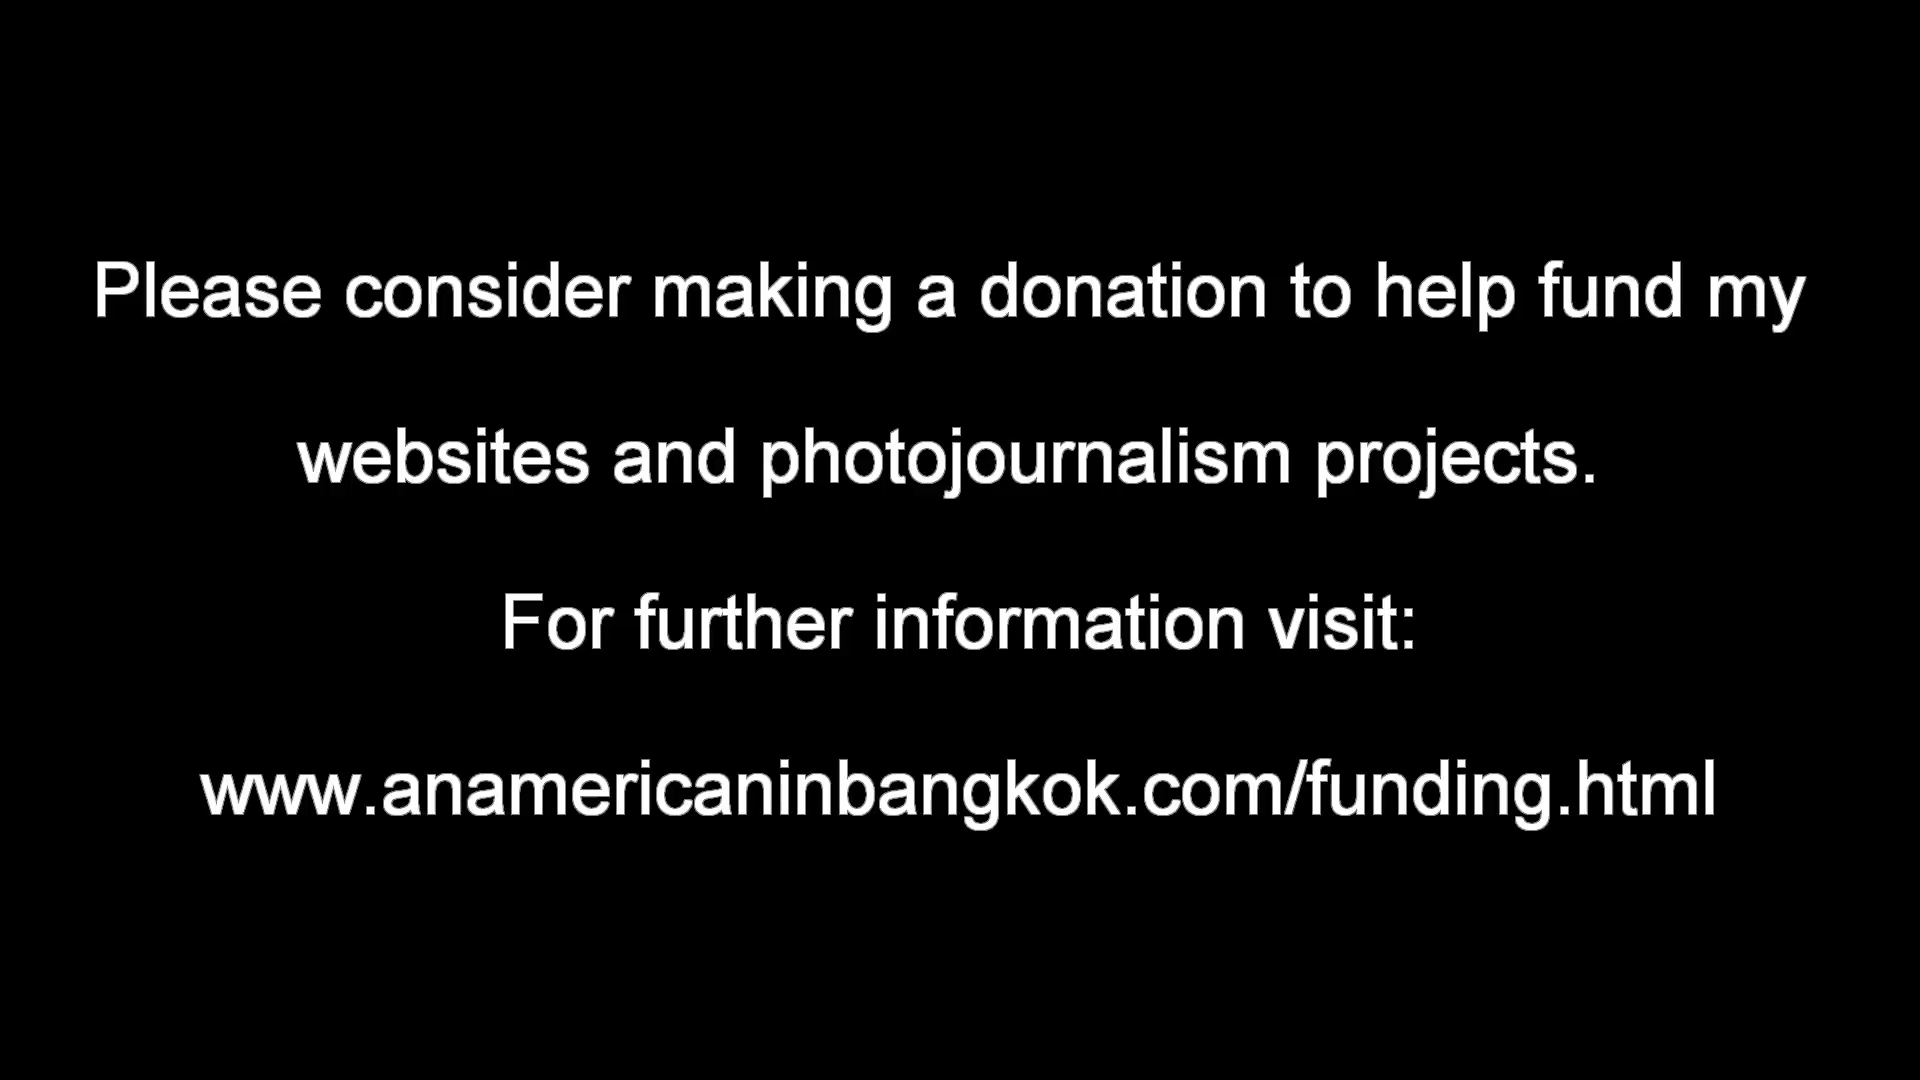 Please consider making a donation to help fund my
websites and photojournalism projects.
For further information visit:
www.anamericaninbangkok.com/funding.html